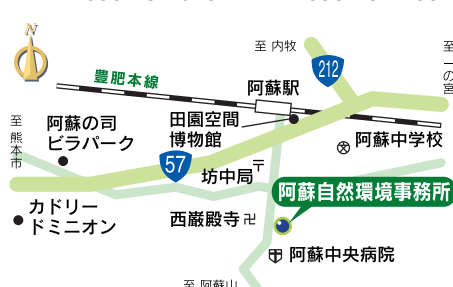 N
至 内牧
212
至 一の宮
豊肥本線
阿蘇駅
至 熊本市
阿蘇の司
ビラパーク
田園空間
博物館
阿蘇中学校
57
坊中局
阿蘇自然環境事務所
カドリー
ドミニオン
西巌殿寺
阿蘇中央病院
至 阿蘇山